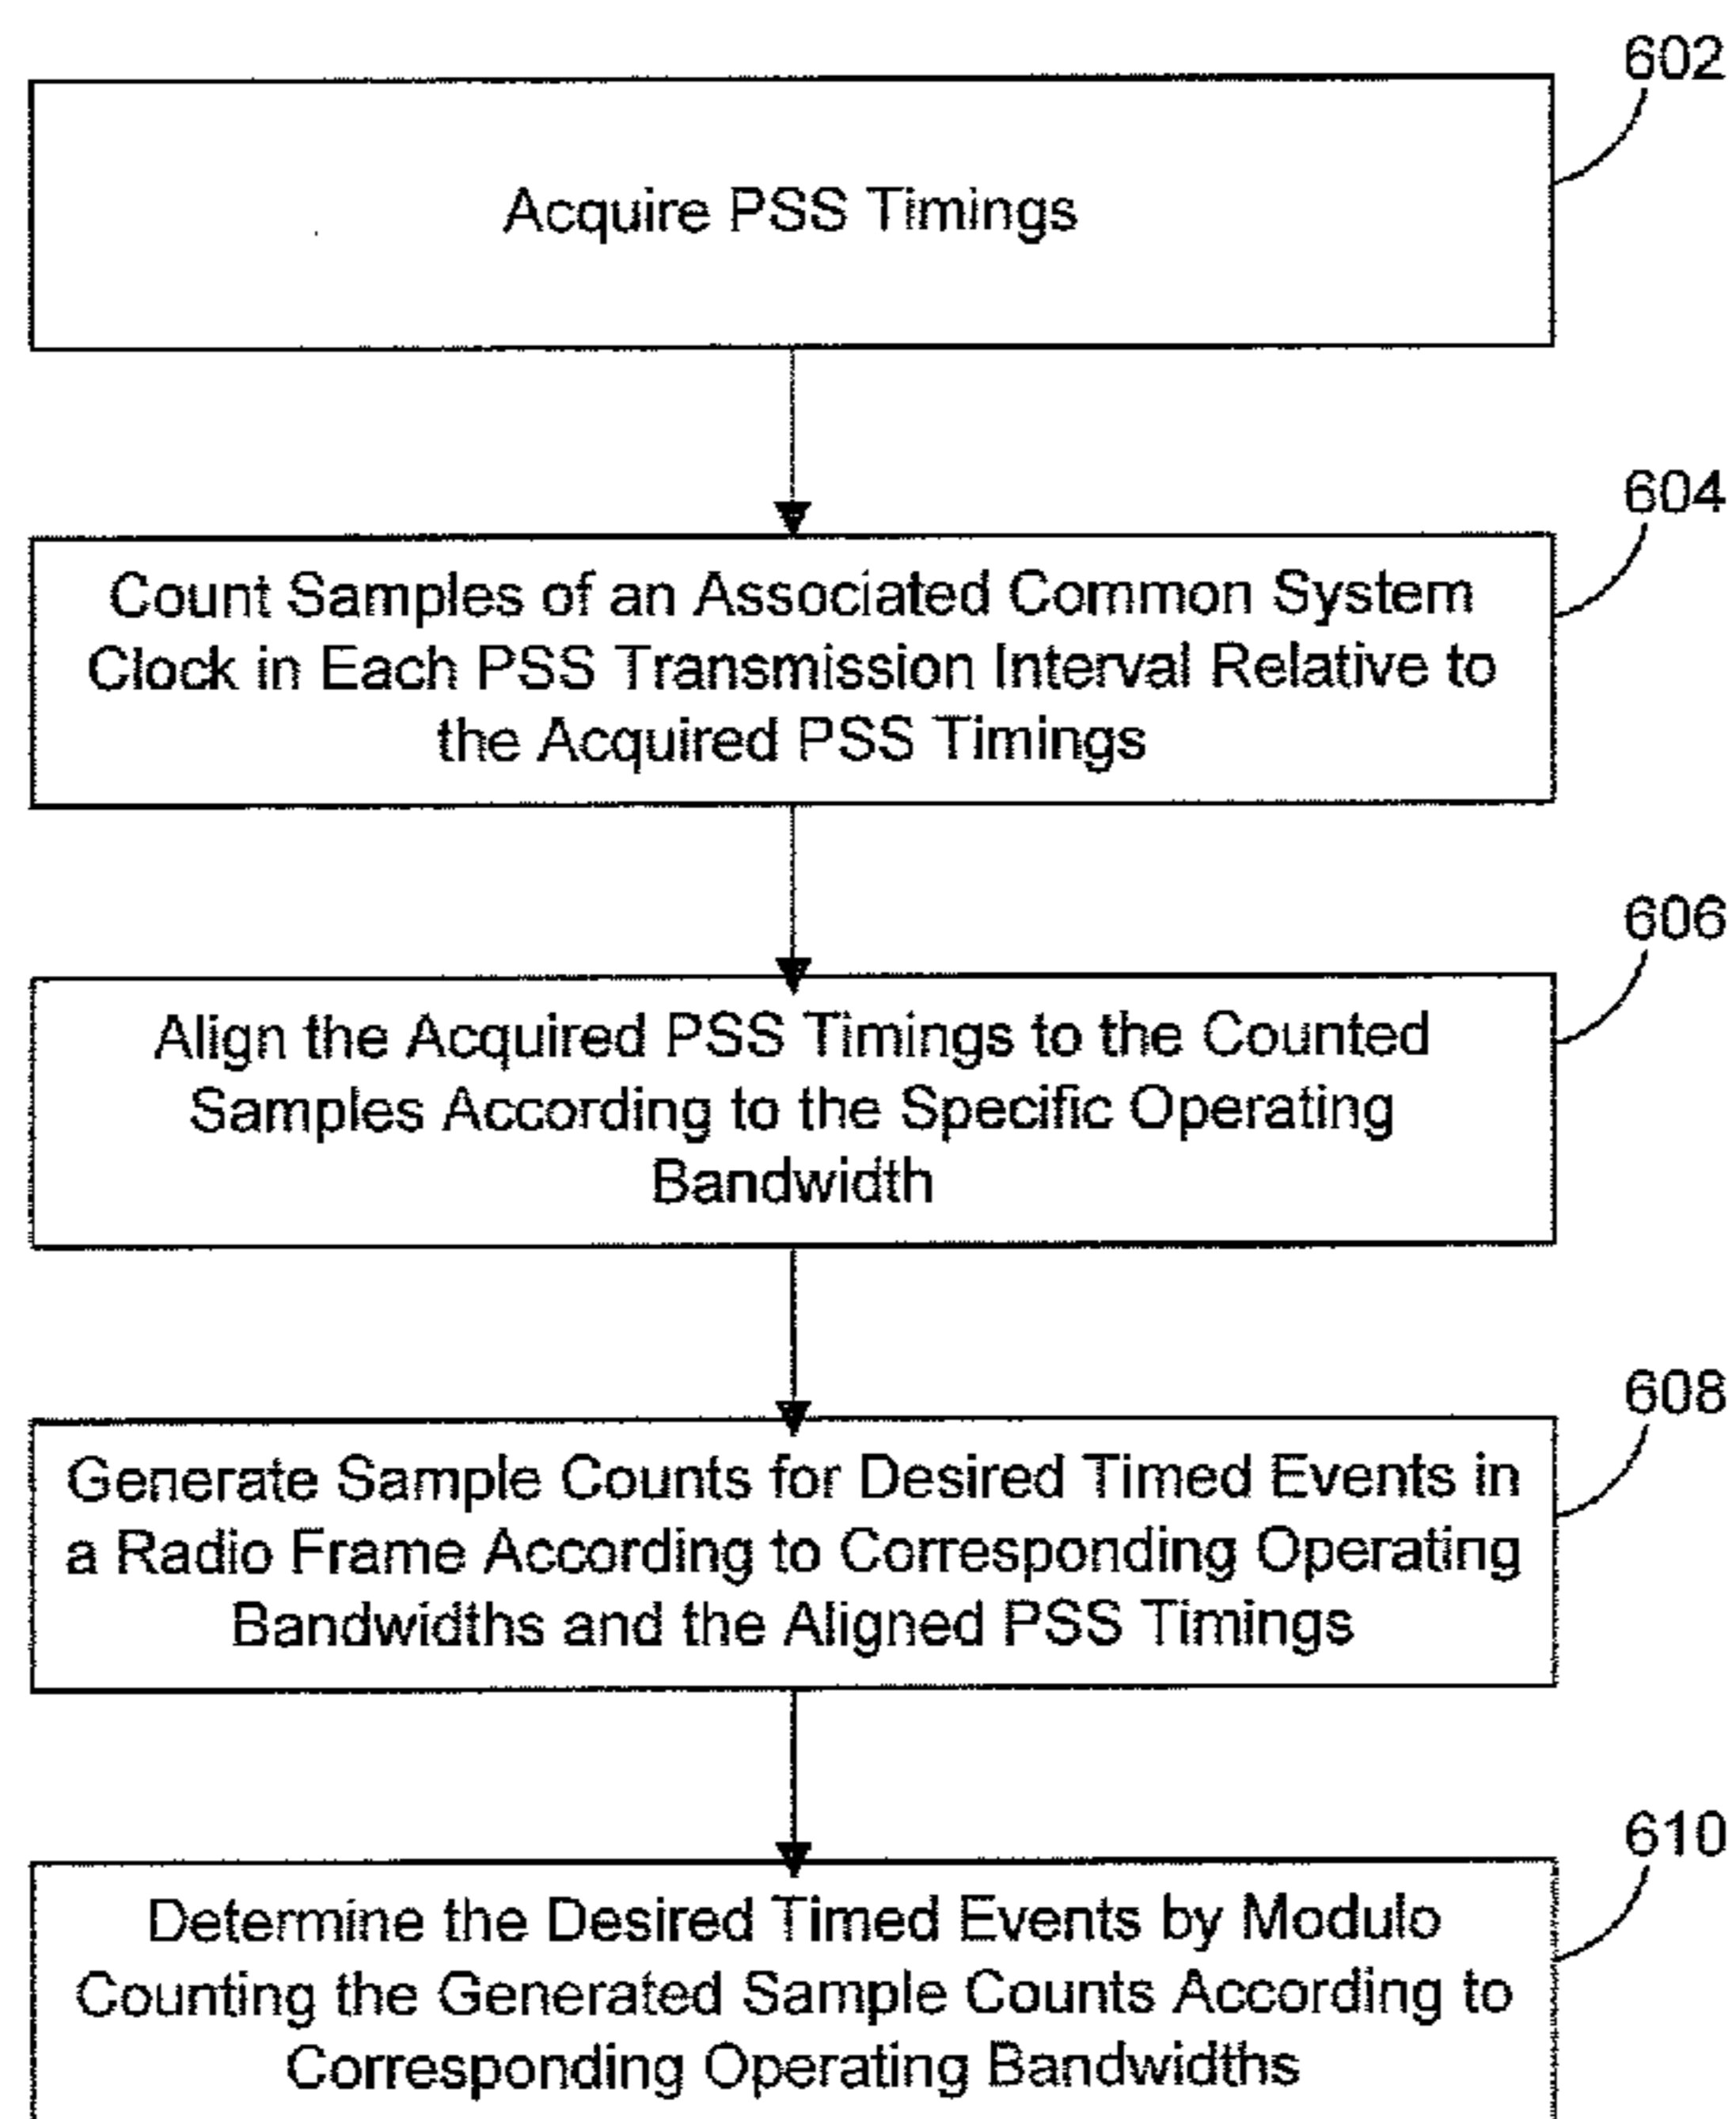 602
Acquire PSS Timings
604
Count Samples of an Associated Common System
Clock in Each PSS Transmission Interval Relative to
the Acquired PSS Timings
606
Align the Acquired PSS Timings to the Counted
Samples According to the Specific Operating
Bandwidth
608
Generate Sample Counts for Desired Timed Events in
a Radio Frame According to Corresponding Operating
Bandwidths and the Aligned PSS Timings
610
Determine the Desired Timed Events by Modulo
Counting the Generated Sample Counts According to
Corresponding Operating Bandwidths